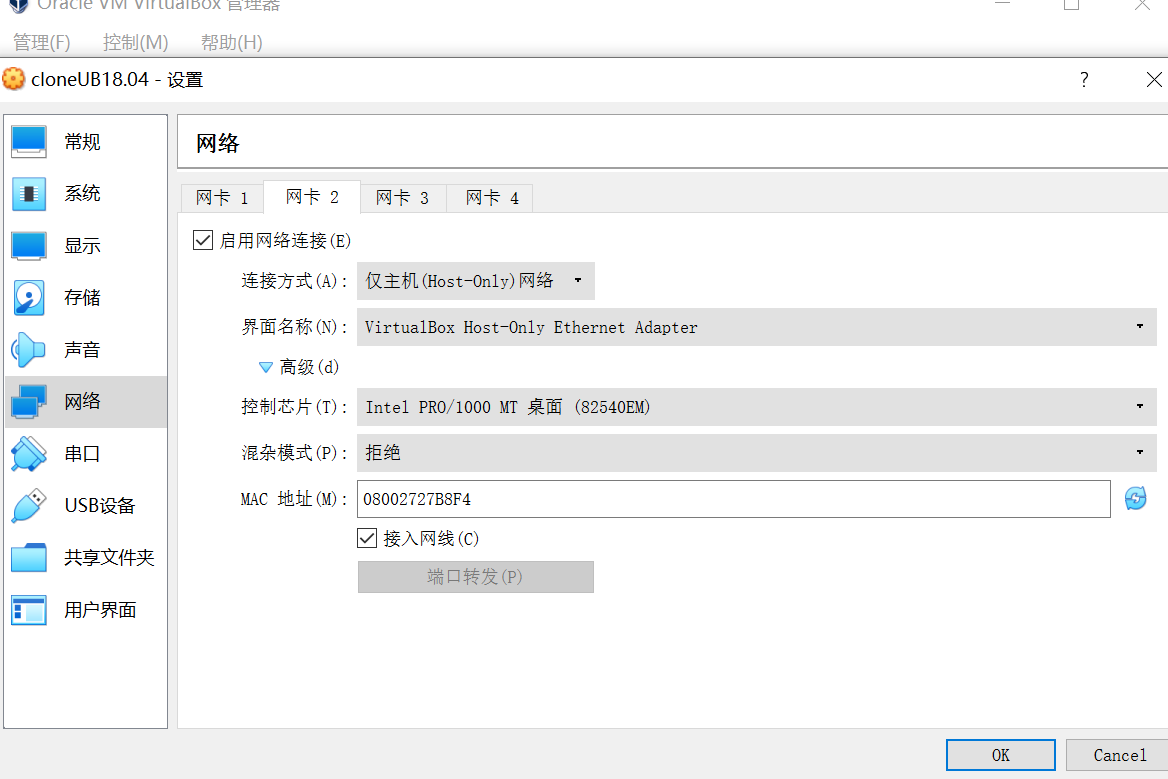 Oracle VM VirtualBox 管理器
管理(F) 控制(M) 帮助(H)
cloneUB18.04 - 设置
?
常规
系统
显示
存储
声音
网络
串口
USB设备
共享文件夹
用户界面
网络
网卡 1 网卡 2 网卡 3 网卡 4
启用网络连接(E)
连接方式(A): 仅主机(Host-Only)网络
界面名称(N): VirtualBox Host-Only Ethernet Adapter
高级(d)
控制芯片(T): Intel PRO/1000 MT 桌面 (82540EM)
混杂模式(P): 拒绝
MAC 地址(M): 08002727B8F4
接入网线(C)
端口转发(P)
OK Cancel